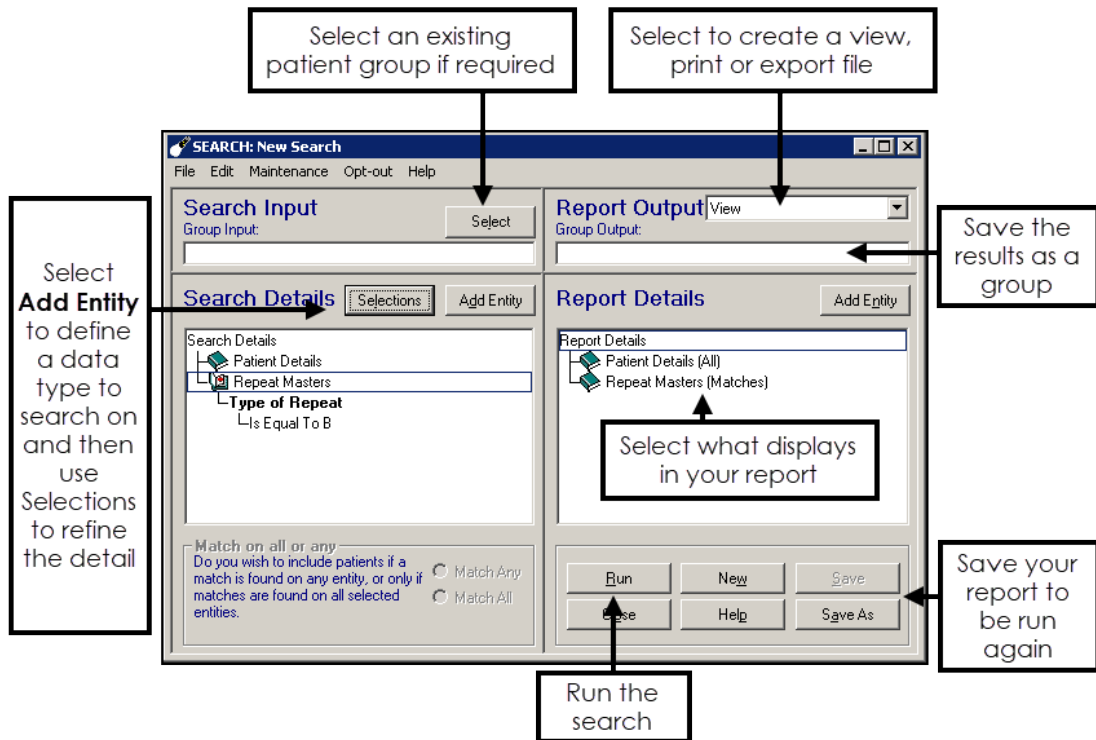 Select an existing
patient group if required
Select to create a view,
print or export file
SEARCH: New Search
File Edit Maintenance Opt-out Help
Search Input
Select
Group Input:
Report Output
View
Group Output:
Save the
results as a
group
Select
Add Entity
to define
a data
type to
search on
and then
use
Selections
to refine
the detail
Search Details
Selections
Add Entity
Search Details
Patient Details
Repeat Masters
Type of Repeat
Is Equal To B
Report Details
Add Entity
Report Details
Patient Details (All)
Repeat Masters (Matches)
Select what displays
in your report
Match on all or any
Do you wish to include patients if a
match is found on any entity, or only if
matches are found on all selected
entities.
Match Any
Match All
Run New Save
Close Help Save As
Save your
report to
be run
again
Run the
search